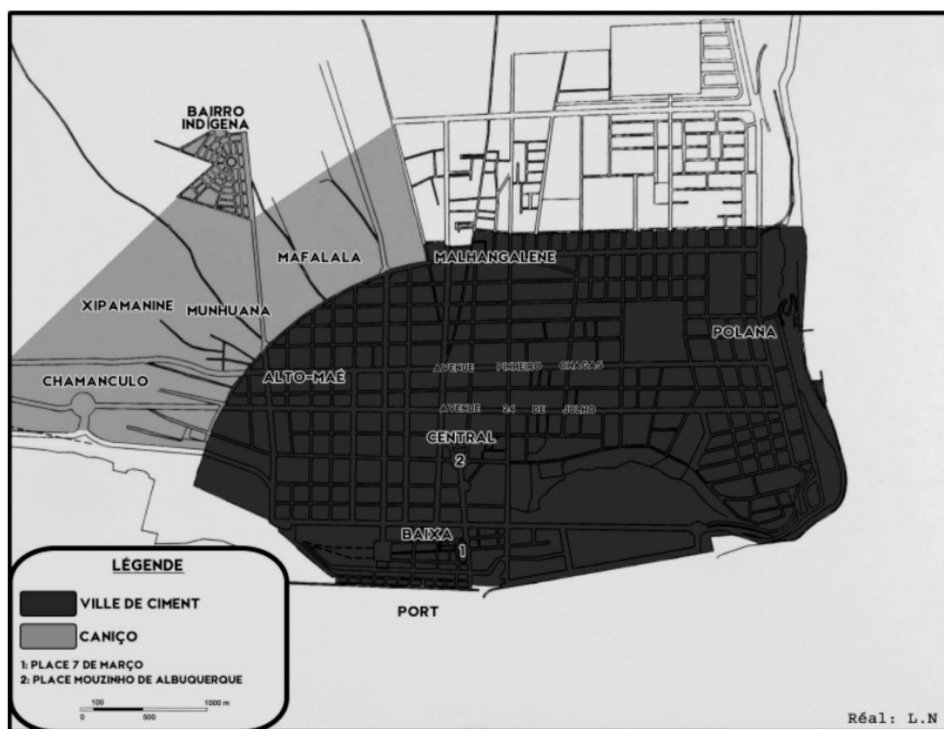 BAIRRO
INDÍGENA
MAFALALA
MALHANGALENE
XIPAMANINE
MUNHUANA
POLANA
AVENUE PINHEIRO CHAGAS
CHAMANCULO
ALTO-MAÉ
AVENUE 24 DE JULHO
CENTRAL
2
BAIXA
1
PORT
LÉGENDE
VILLE DE CIMENT
CANIÇO
1: PLACE 7 DE MARÇO
2: PLACE MOUZINHO DE ALBUQUERQUE
100 1000 m
0 500
Réal: L.N